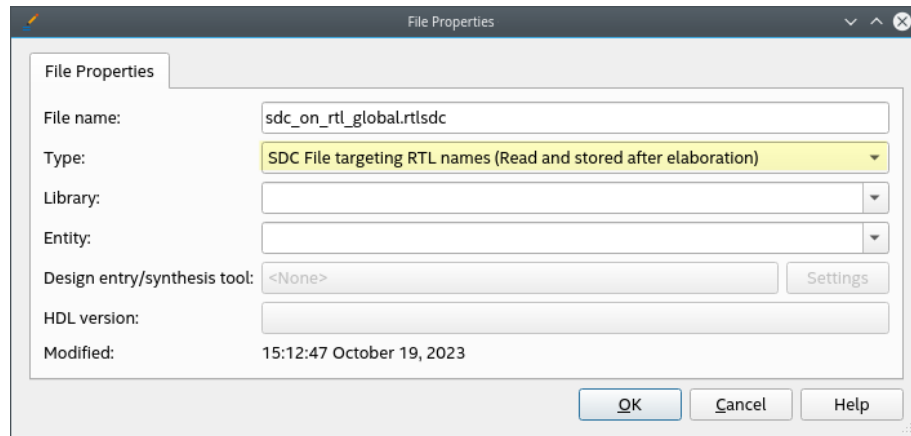 File Properties
File Properties
File name: sdc_on_rtl_global.rtlsdc
Type: SDC File targeting RTL names (Read and stored after elaboration)
Library:
Entity:
Design entry/synthesis tool: <None> Settings
HDL version:
Modified: 15:12:47 October 19, 2023
OK Cancel Help